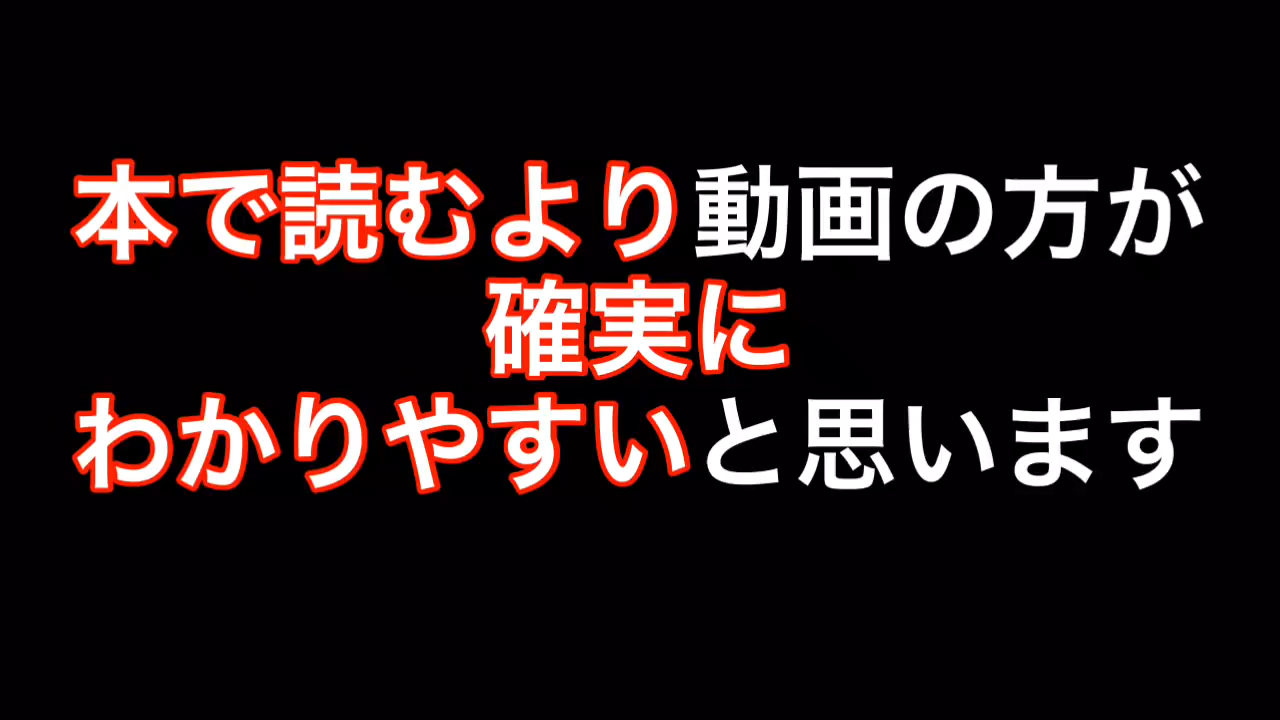 本で読むより動画の方が
確実に
わかりやすいと思います